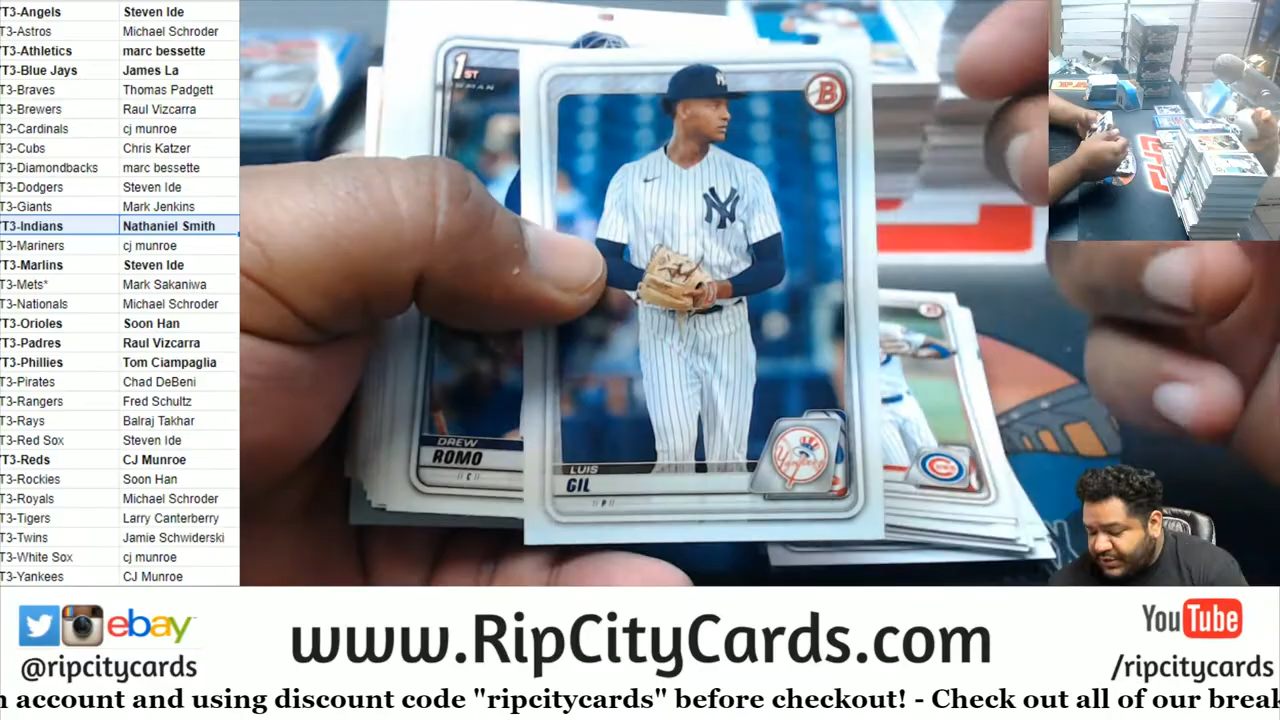 T3-Angels Steven Ide
T3-Astros Michael Schroder
T3-Athletics marc bessette
T3-Blue Jays James La
T3-Braves Thomas Padgett
T3-Brewers Raul Vizcarra
T3-Cardinals cj munroe
T3-Cubs Chris Katzer
T3-Diamondbacks marc bessette
T3-Dodgers Steven Ide
T3-Giants Mark Jenkins
T3-Indians Nathaniel Smith
T3-Mariners cj munroe
T3-Marlins Steven Ide
T3-Mets* Mark Sakaniwa
T3-Nationals Michael Schroder
T3-Orioles Soon Han
T3-Padres Raul Vizcarra
T3-Phillies Tom Ciampaglia
T3-Pirates Chad DeBeni
T3-Rangers Fred Schultz
T3-Rays Balraj Takhar
T3-Red Sox Steven Ide
T3-Reds CJ Munroe
T3-Rockies Soon Han
T3-Royals Michael Schroder
T3-Tigers Larry Canterberry
T3-Twins Jamie Schwiderski
T3-White Sox cj munroe
T3-Yankees CJ Munroe
1ST
B
NY
NY
DREW
ROMO
C
LUIS
GIL
P
Yankees
ebay
@ripcitycards
www.RipCityCards.com
YouTube
/ripcitycards
account and using discount code "ripcitycards" before checkout! - Check out all of our